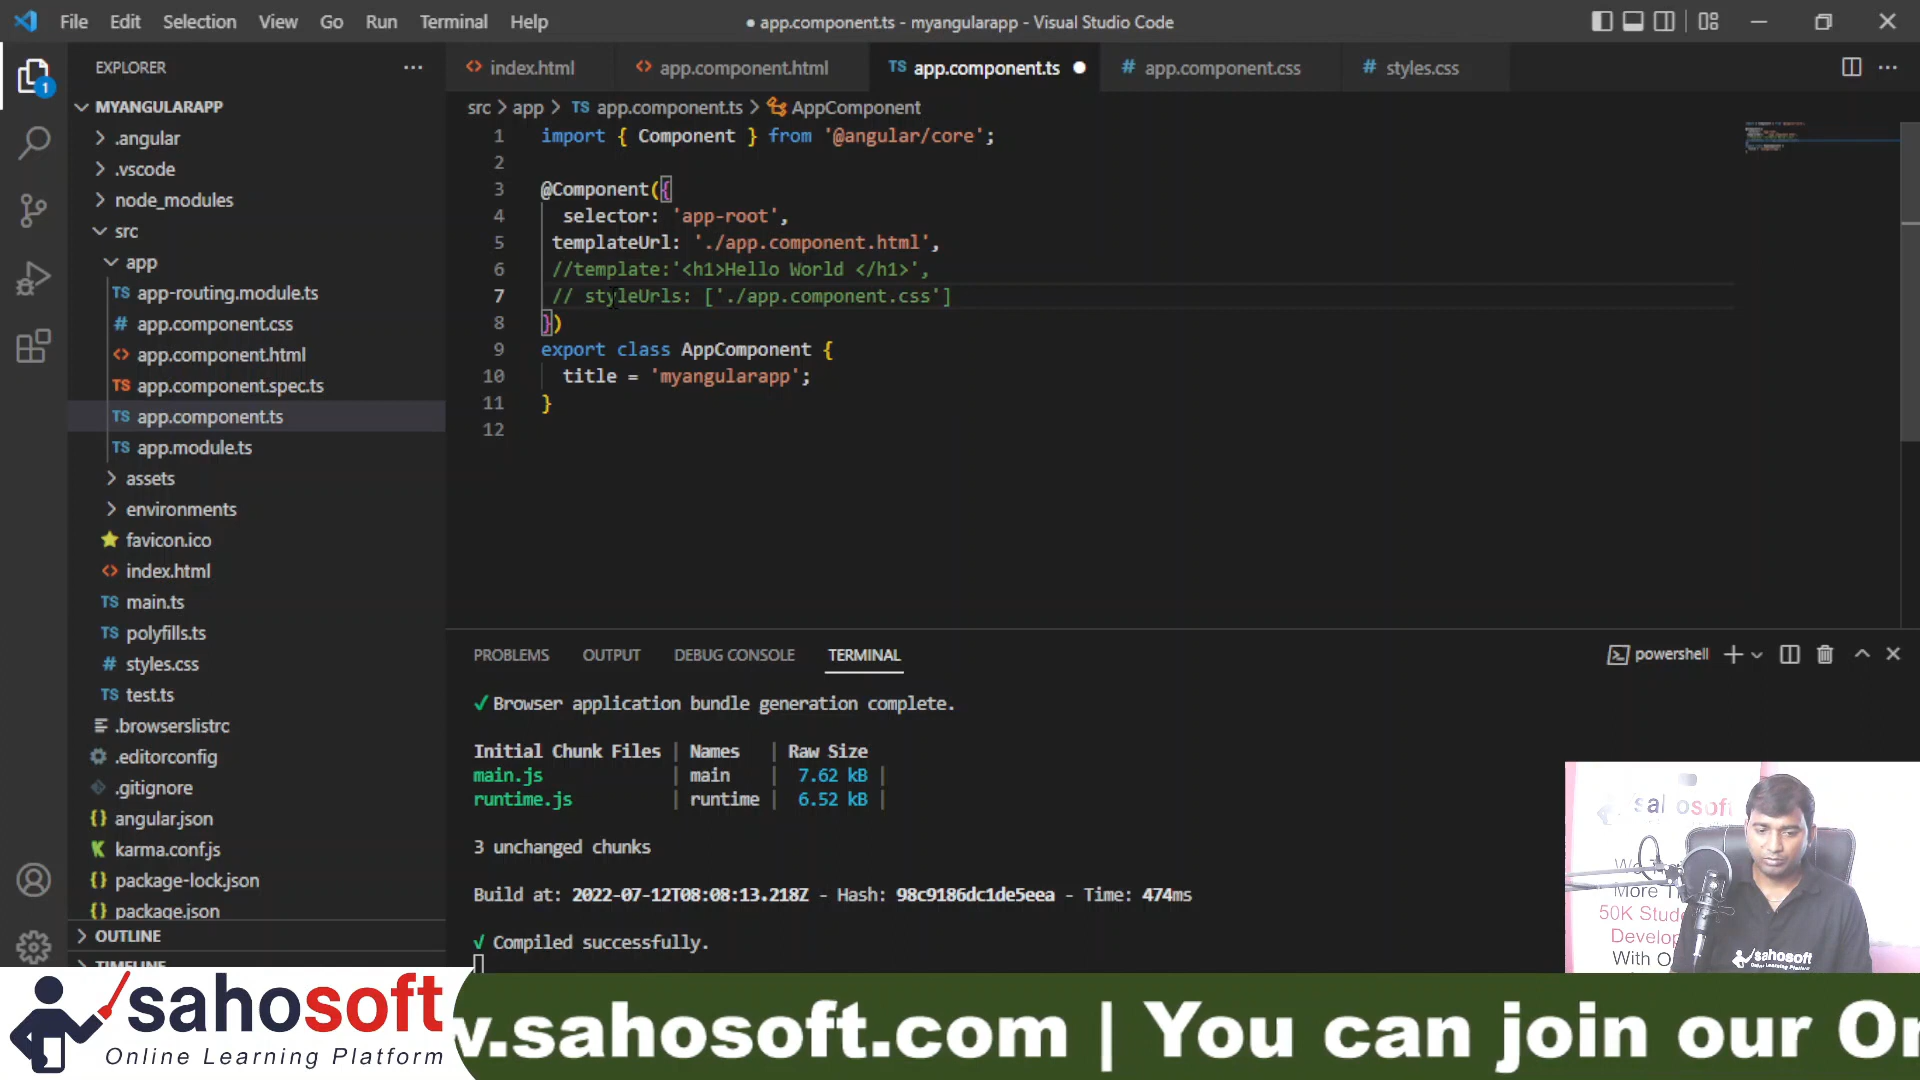 File Edit Selection View Go Run Terminal Help
● app.component.ts - myangularapp - Visual Studio Code
EXPLORER
1
MYANGULARAPP
.angular
.vscode
node_modules
src
app
TS app-routing.module.ts
# app.component.css
<> app.component.html
TS app.component.spec.ts
TS app.component.ts
TS app.module.ts
assets
environments
favicon.ico
<> index.html
TS main.ts
TS polyfills.ts
# styles.css
TS test.ts
.browserslistrc
.editorconfig
.gitignore
{} angular.json
K karma.conf.js
{} package-lock.json
{} package.json
OUTLINE
TIMELINE
<> index.html
<> app.component.html
TS app.component.ts
# app.component.css
# styles.css
src > app > TS app.component.ts > AppComponent
1 import { Component } from '@angular/core';
2
3 @Component({
4 selector: 'app-root',
5 templateUrl: './app.component.html',
6 //template:'<h1>Hello World </h1>',
7 // styleUrls: ['./app.component.css']
8 })
9 export class AppComponent {
10 title = 'myangularapp';
11 }
12
PROBLEMS OUTPUT DEBUG CONSOLE TERMINAL
powershell
√ Browser application bundle generation complete.
Initial Chunk Files | Names | Raw Size
main.js | main | 7.62 kB |
runtime.js | runtime | 6.52 kB |
3 unchanged chunks
Build at: 2022-07-12T08:08:13.218Z - Hash: 98c9186dc1de5eea - Time: 474ms
√ Compiled successfully.
sahosoft
We
More
50K
With
sahosoft
Online Learning Platform
sahosoft
Online Learning Platform
w.sahosoft.com | You can join our